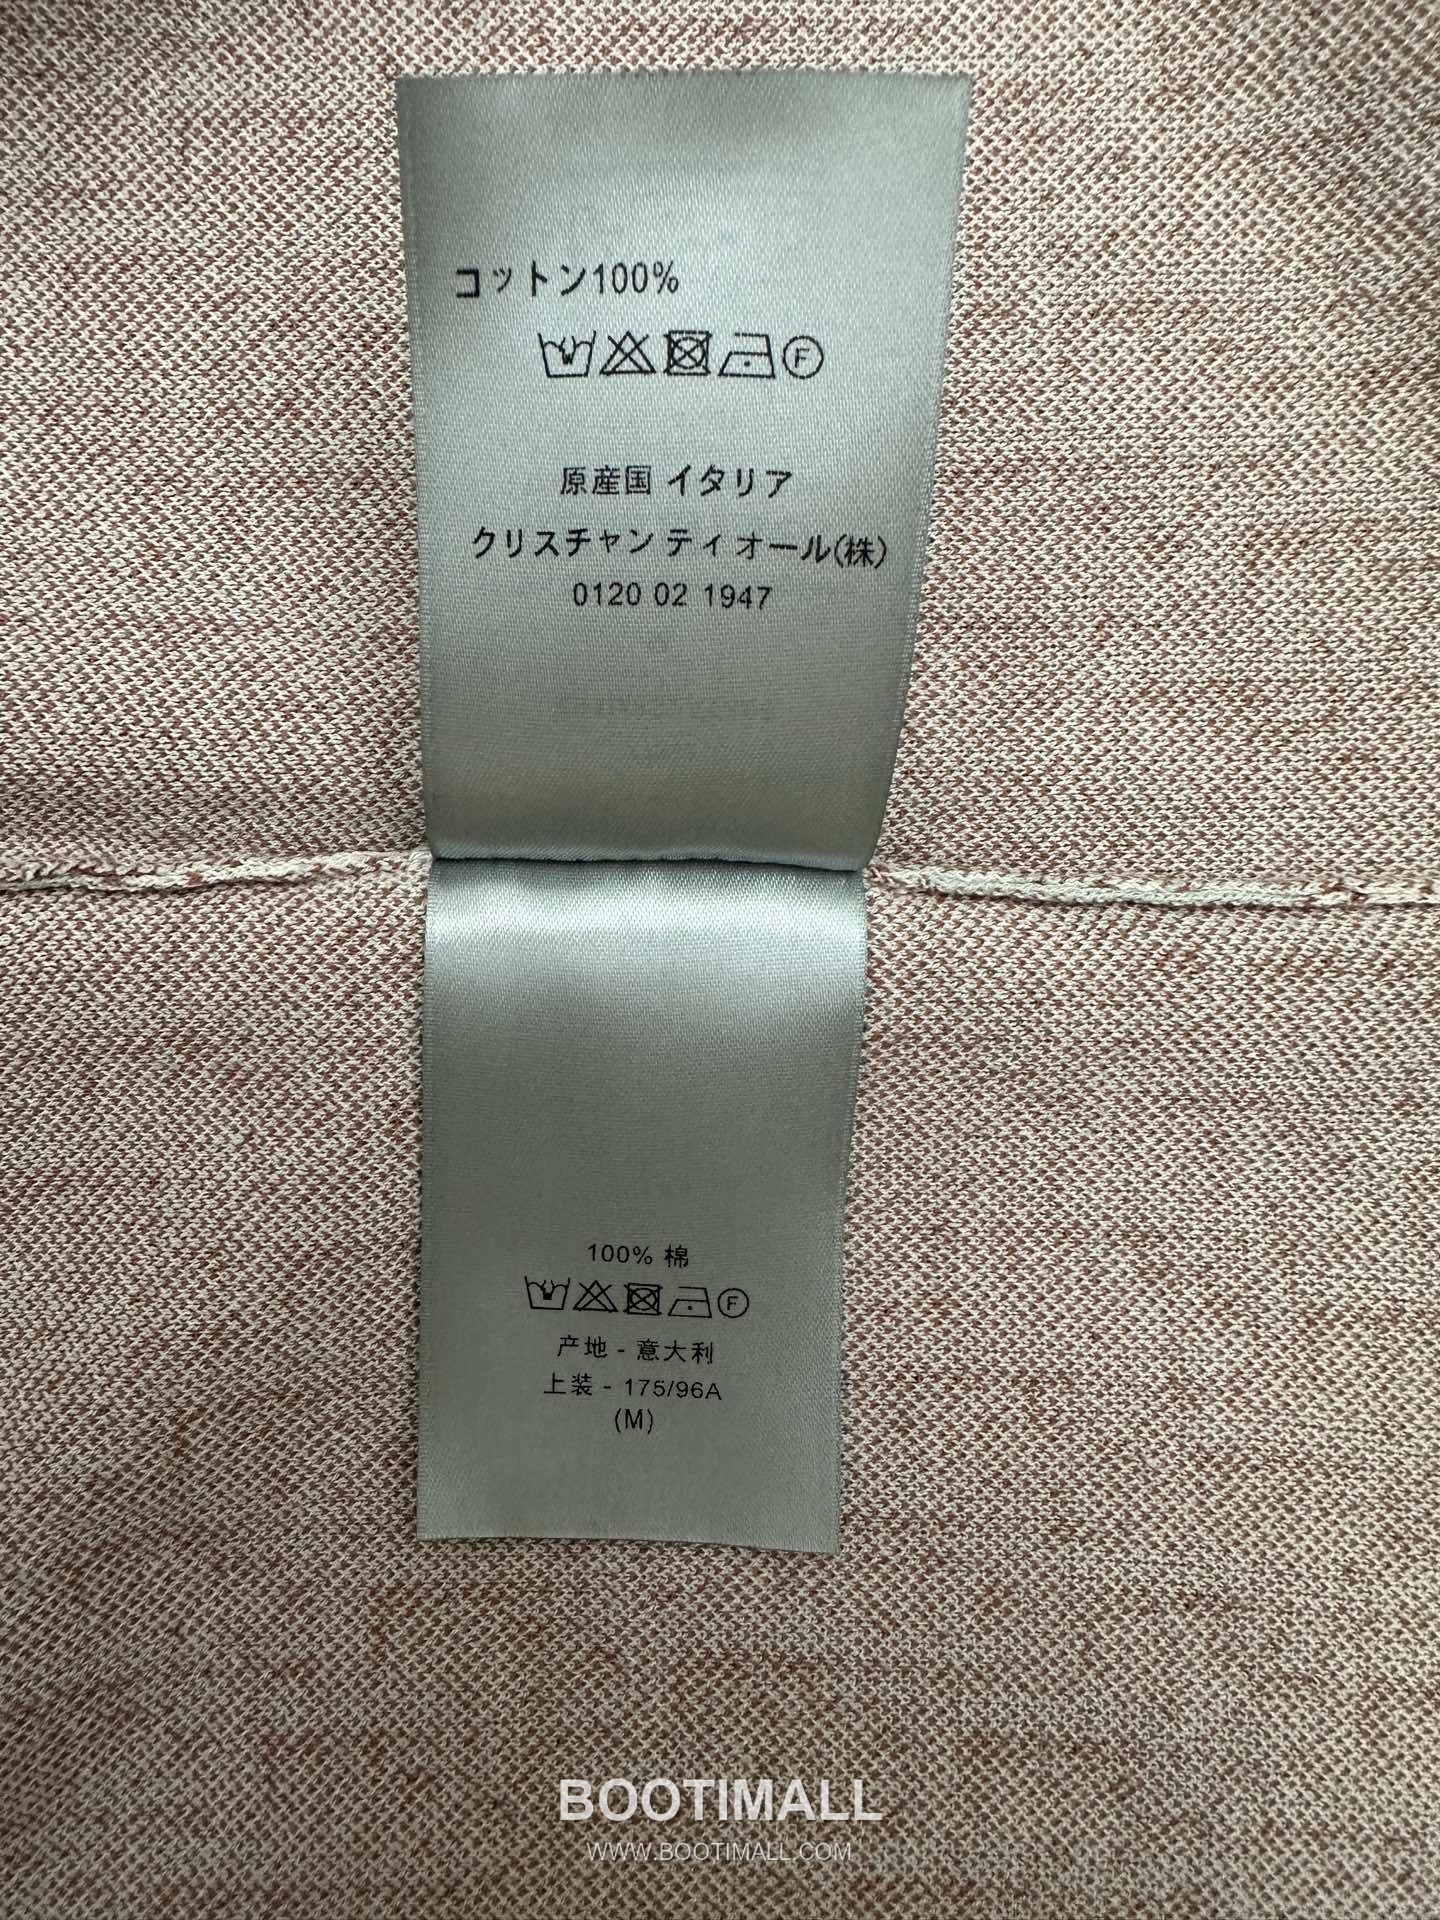 コットン100%
F
原産国 イタリア
クリスチャン ディオール(株)
0120 02 1947
100% 棉
F
产地 - 意大利
上装 - 175/96A
(M)
BOOTIMALL
WWW.BOOTIMALL.COM